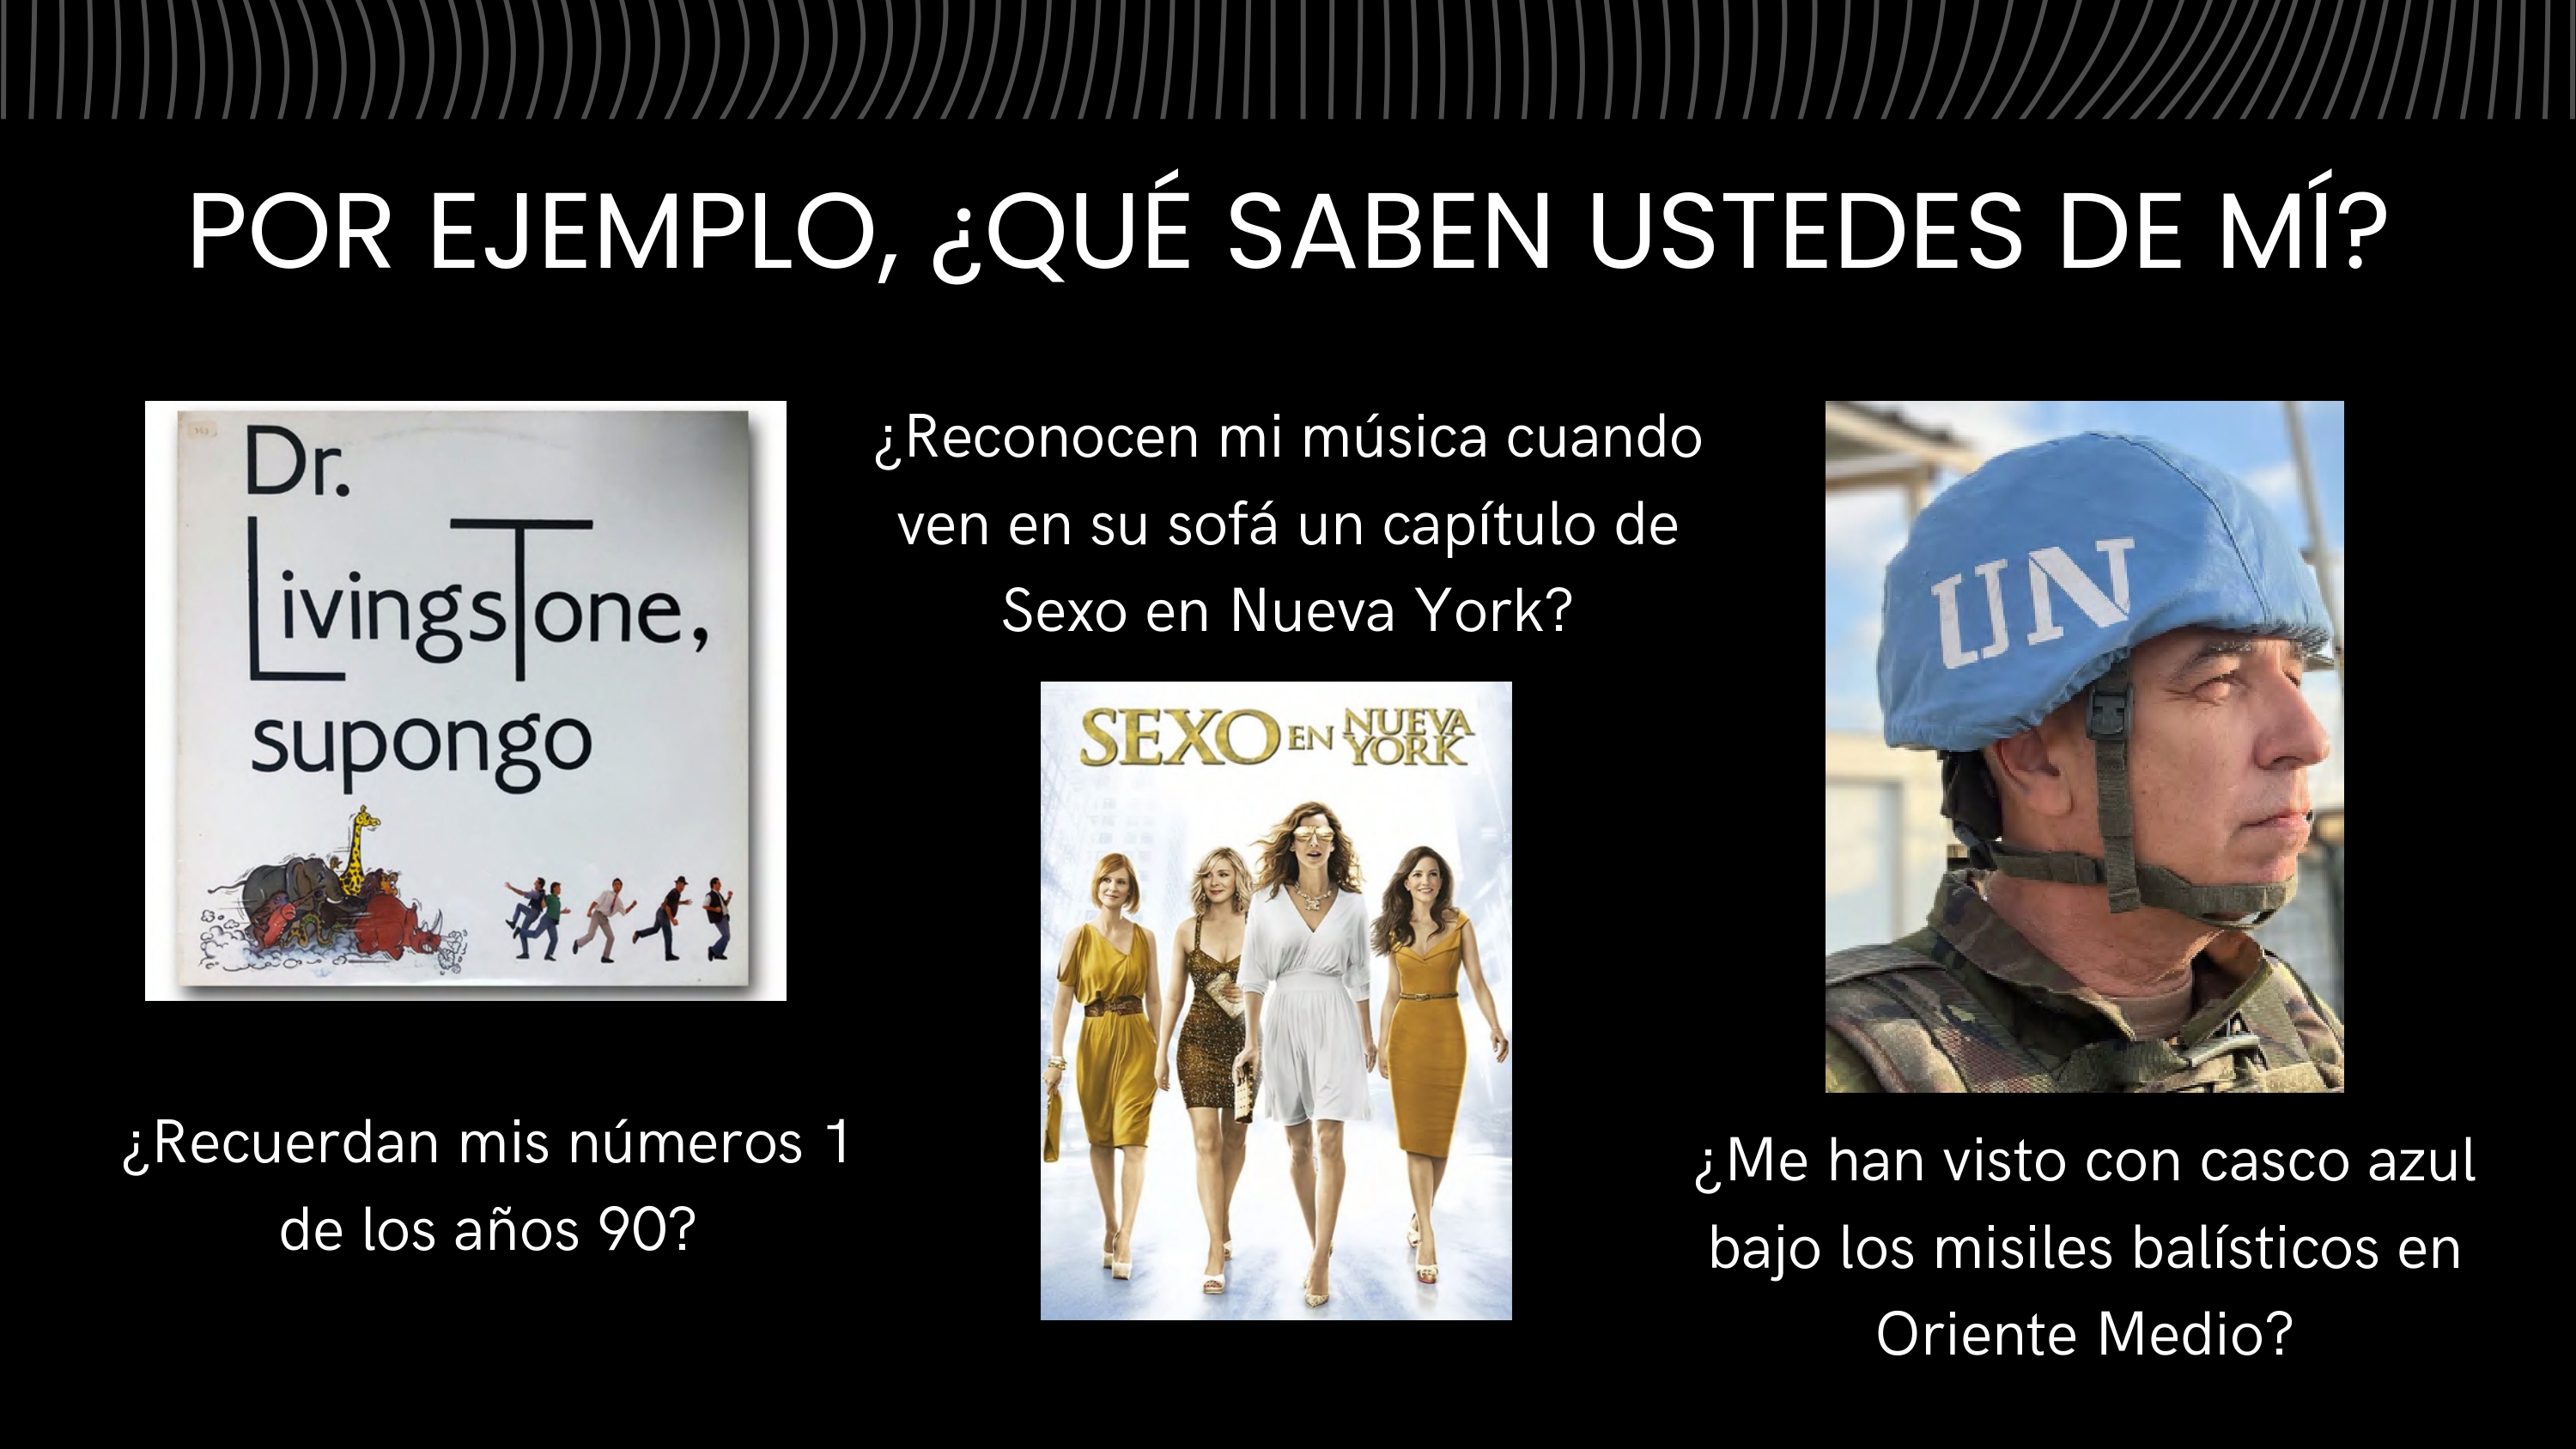 POR EJEMPLO, ¿QUÉ SABEN USTEDES DE MÍ?
Dr.
LivingsTone,
supongo
¿Recuerdan mis números 1
de los años 90?
¿Reconocen mi música cuando
ven en su sofá un capítulo de
Sexo en Nueva York?
SEXO EN NUEVA
YORK
UN
¿Me han visto con casco azul
bajo los misiles balísticos en
Oriente Medio?